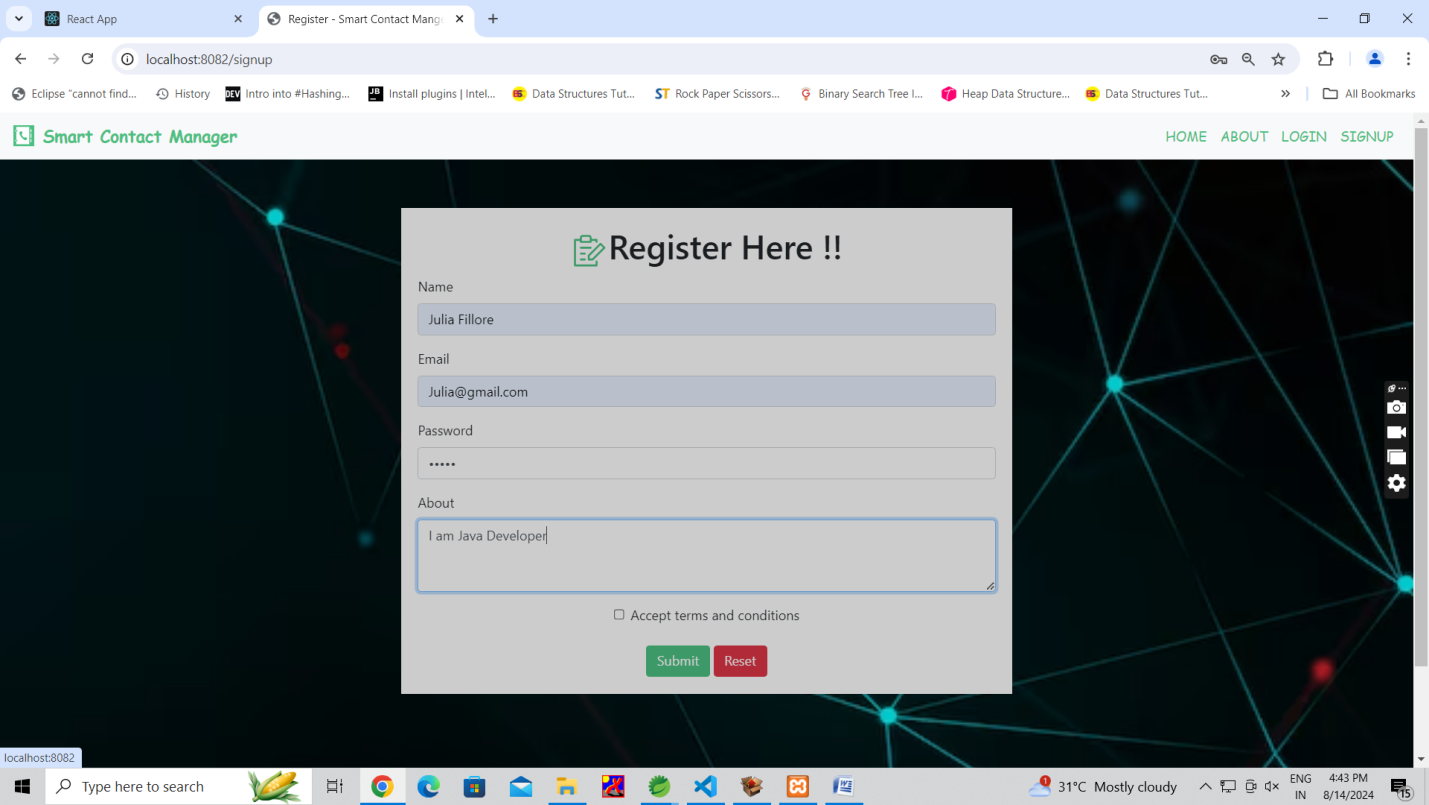 React App
Register - Smart Contact Mang
localhost:8082/signup
Eclipse "cannot find...
History
DEV
Intro into #Hashing...
JB
Install plugins | Intel...
Data Structures Tut...
ST
Rock Paper Scissors...
Binary Search Tree I...
Heap Data Structure...
Data Structures Tut...
All Bookmarks
Smart Contact Manager
HOME ABOUT LOGIN SIGNUP
Register Here !!
Name
Julia Fillore
Email
Julia@gmail.com
Password
•••••
About
I am Java Developer
Accept terms and conditions
Submit Reset
localhost:8082
Type here to search
1
31°C Mostly cloudy
ENG
IN
4:43 PM
8/14/2024
15